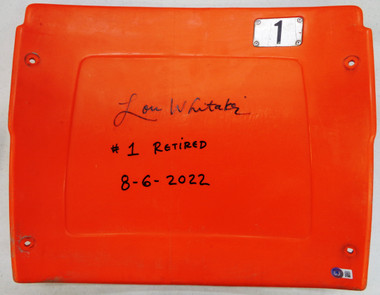 1
Lou Whitaker
# 1 RETIRED
8-6-2022